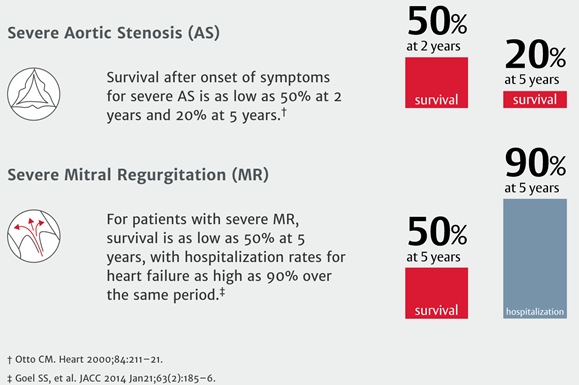 Severe Aortic Stenosis (AS)
Survival after onset of symptoms
for severe AS is as low as 50% at 2
years and 20% at 5 years.†
50%
at 2 years
survival
20%
at 5 years
survival
Severe Mitral Regurgitation (MR)
For patients with severe MR,
survival is as low as 50% at 5
years, with hospitalization rates for
heart failure as high as 90% over
the same period.‡
50%
at 5 years
survival
90%
at 5 years
hospitalization
† Otto CM. Heart 2000;84:211–21.
‡ Goel SS, et al. JACC 2014 Jan21;63(2):185–6.